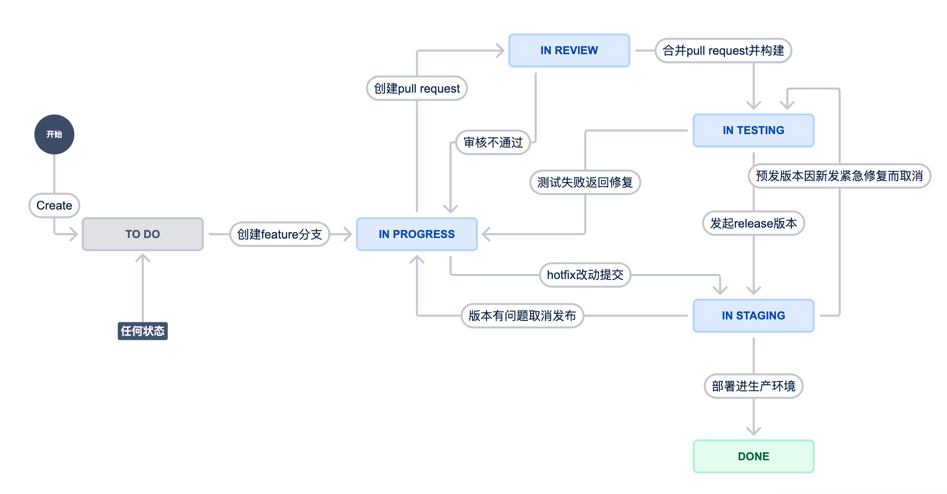 IN REVIEW
合并pull request并构建
创建pull request
开始
IN TESTING
审核不通过
预发版本因新发紧急修复而取消
测试失败返回修复
Create
发起release版本
TO DO
创建feature分支
IN PROGRESS
hotfix改动提交
版本有问题取消发布
IN STAGING
任何状态
部署进生产环境
DONE